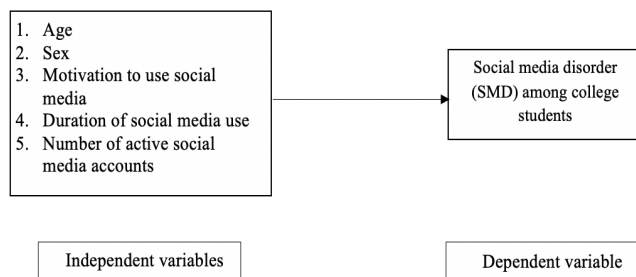 1. Age
2. Sex
3. Motivation to use social
media
4. Duration of social media use
5. Number of active social
media accounts
Social media disorder
(SMD) among college
students
Independent variables
Dependent variable